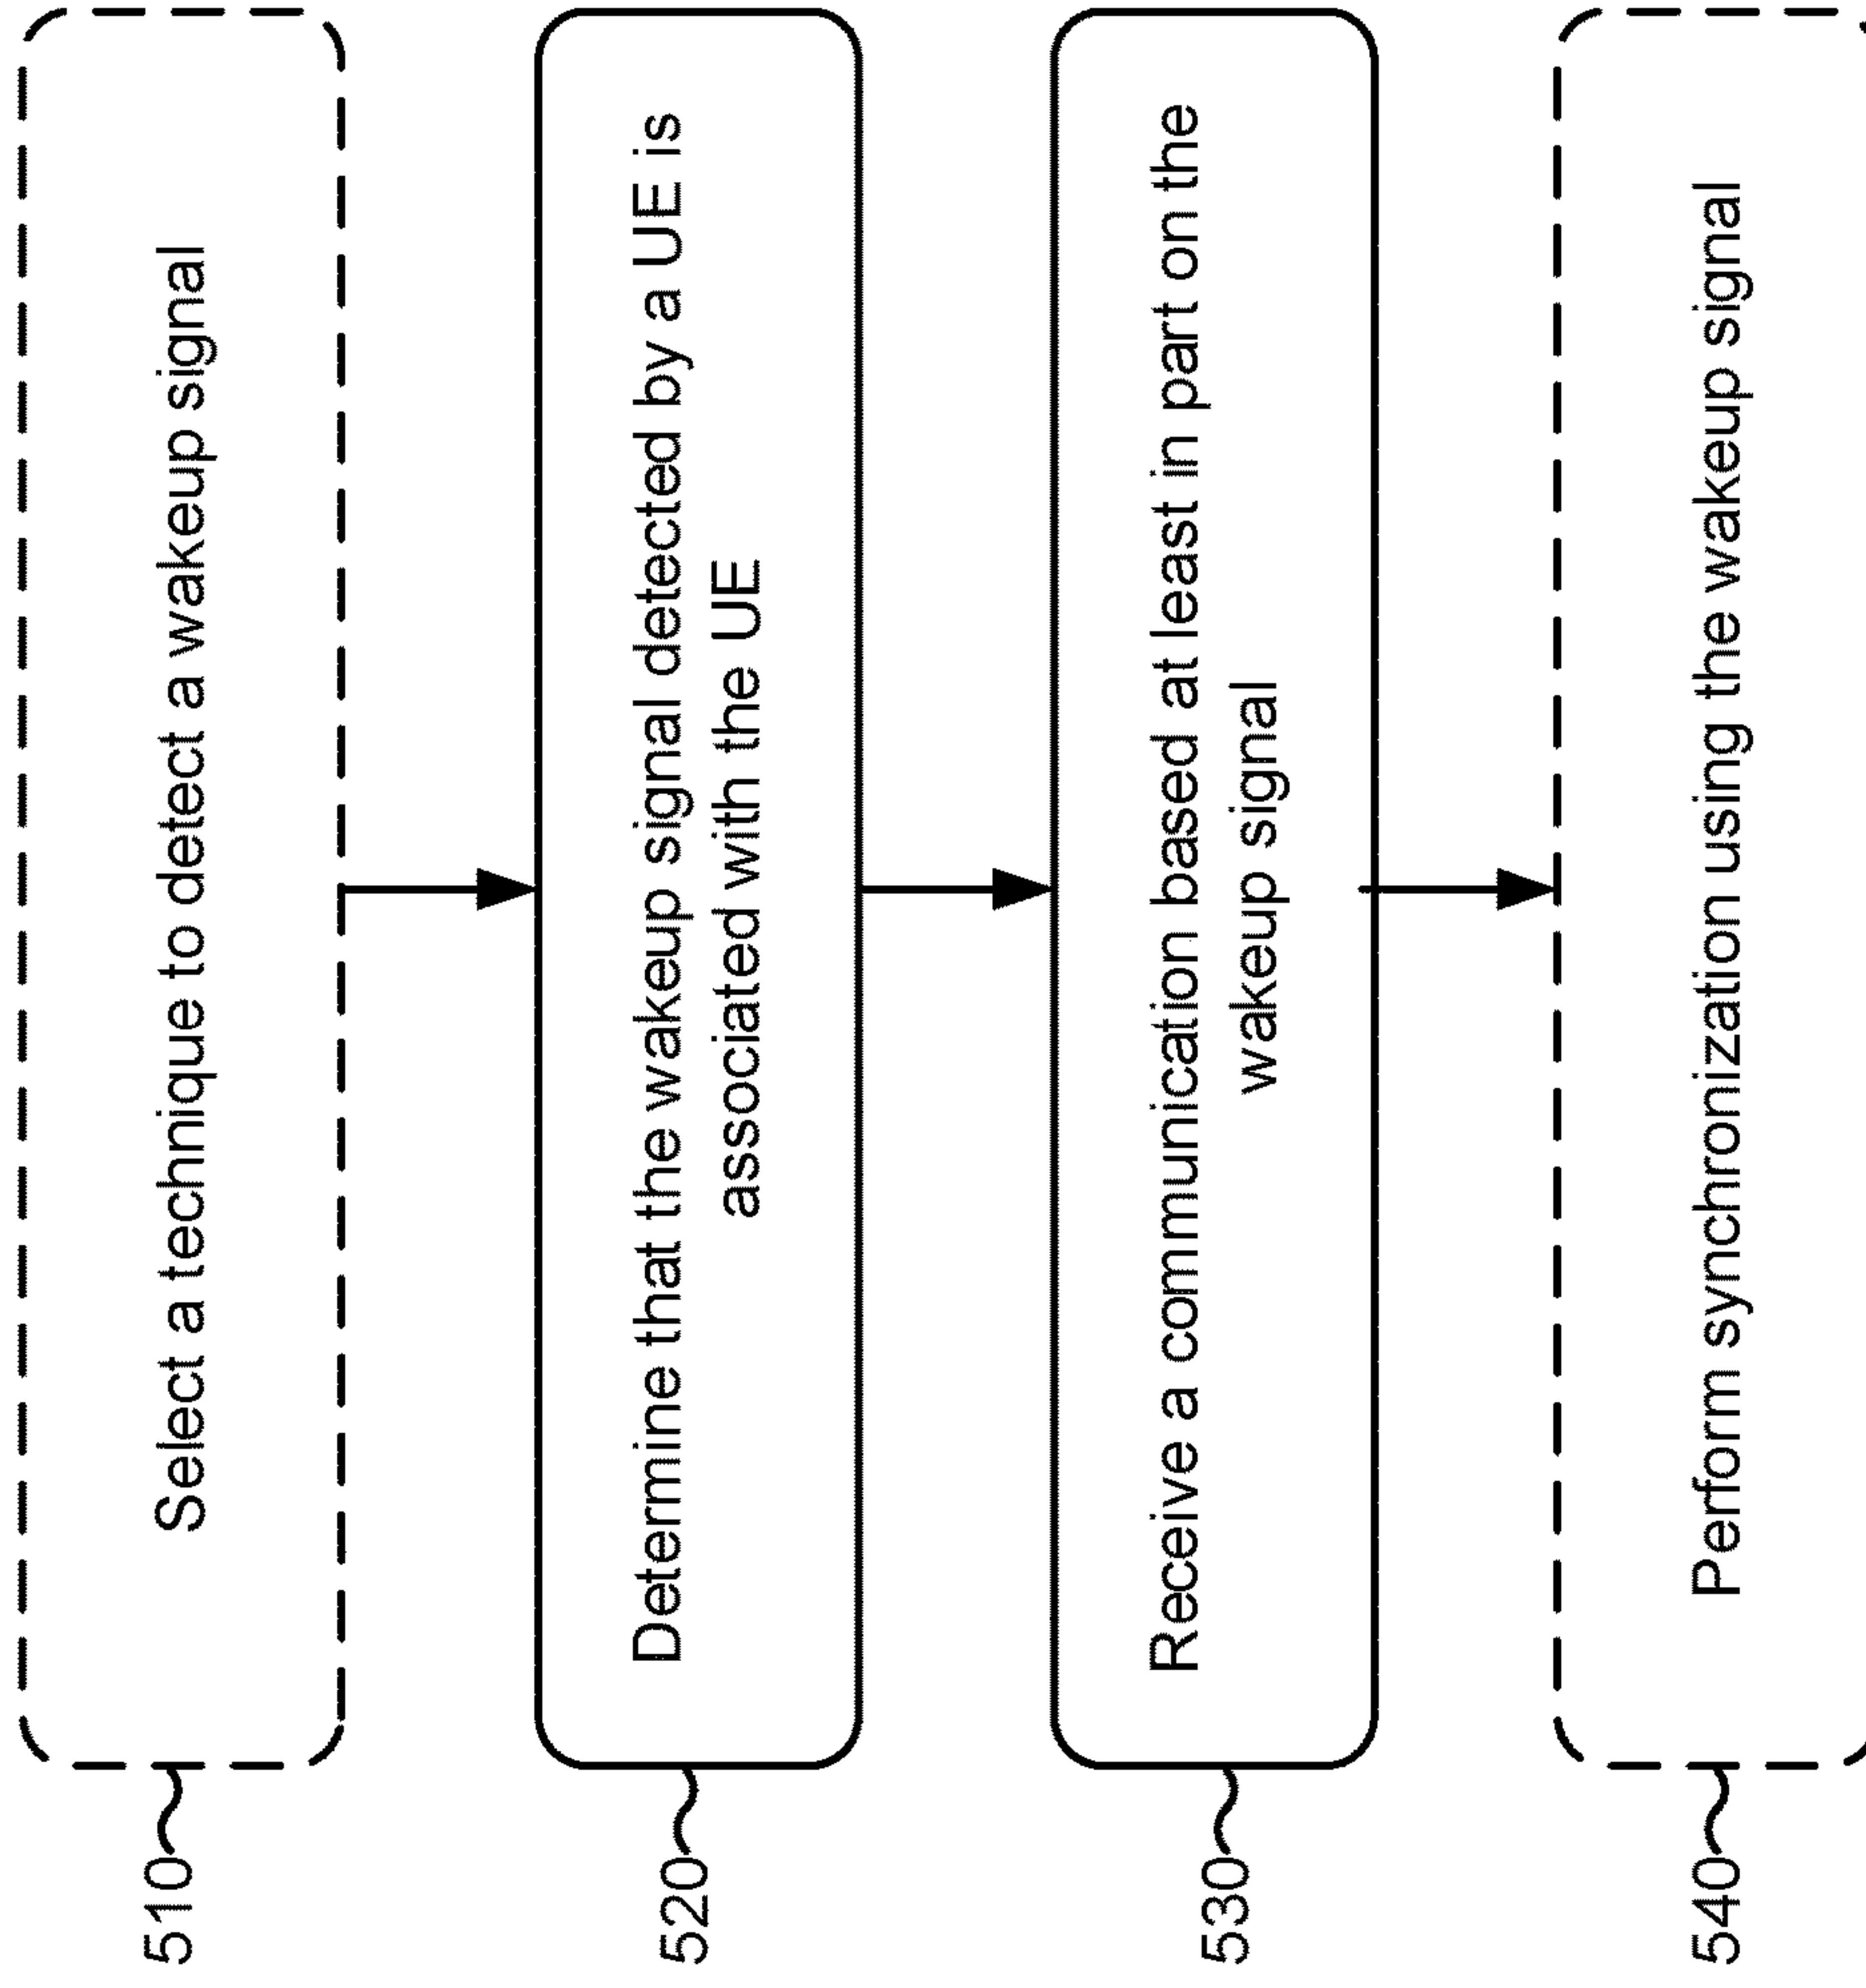 510
Select a technique to detect a wakeup signal
520
Determine that the wakeup signal detected by a UE is
associated with the UE
530
Receive a communication based at least in part on the
wakeup signal
540
Perform synchronization using the wakeup signal